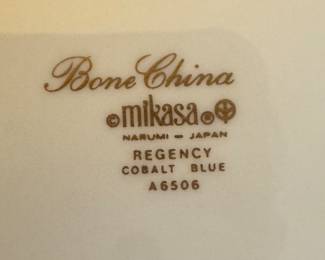 Bone China
©mikasa®
NARUMI - JAPAN
REGENCY
COBALT BLUE
A6506